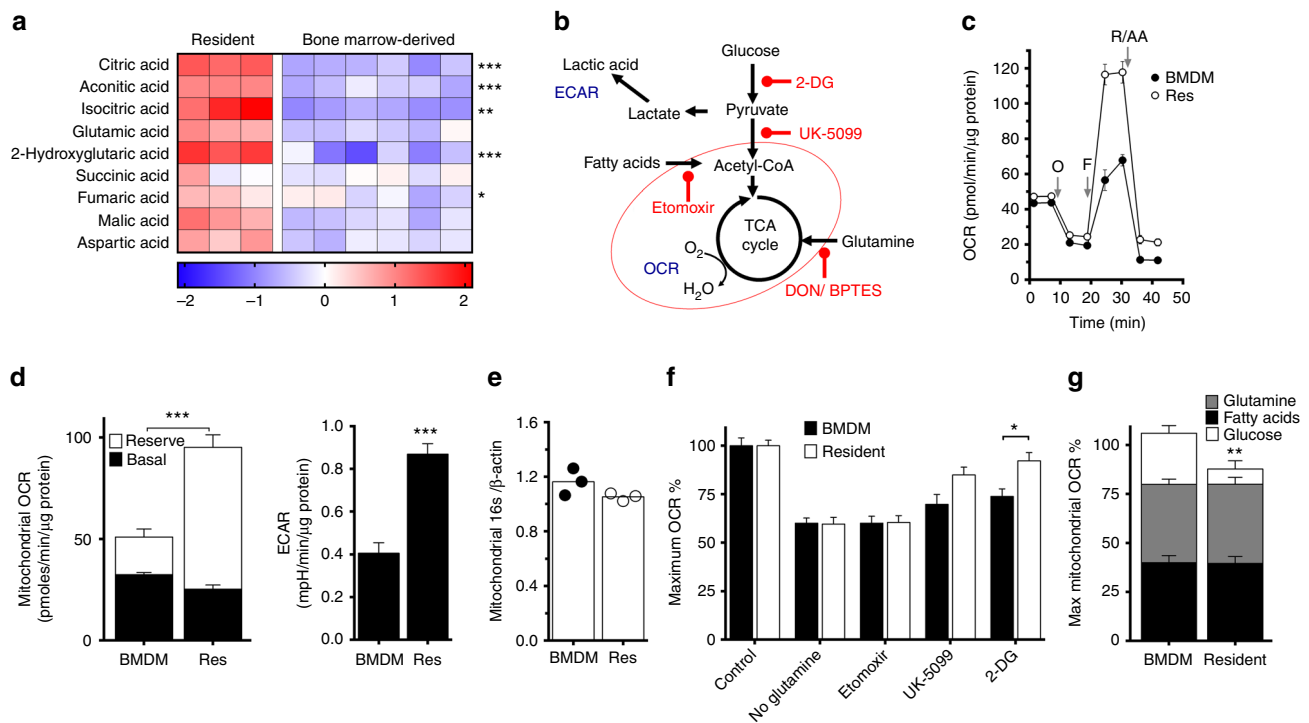 a
Resident
Bone marrow-derived
Citric acid
***
Aconitic acid
***
Isocitric acid
**
Glutamic acid
2-Hydroxyglutaric acid
***
Succinic acid
Fumaric acid
*
Malic acid
Aspartic acid
−2
−1
0
1
2
b
Glucose
Lactic acid
2-DG
ECAR
Lactate
Pyruvate
UK-5099
Fatty acids
Acetyl-CoA
Etomoxir
TCA
cycle
Glutamine
O2
OCR
H2O
DON/ BPTES
c
R/AA
BMDM
Res
O
F
OCR (pmol/min/μg protein)
120
100
80
60
40
20
0
0
10
20
30
40
50
Time (min)
d
***
Reserve
Basal
Mitochondrial OCR
(pmoles/min/μg protein)
100
50
0
BMDM
Res
***
ECAR
(mpH/min/μg protein)
1.0
0.8
0.6
0.4
0.2
0.0
BMDM
Res
e
Mitochondrial 16s /β-actin
1.6
1.2
0.9
0.6
0.3
0.0
BMDM
Res
f
BMDM
Resident
*
Maximum OCR %
100
75
50
25
0
Control
No glutamine
Etomoxir
UK-5099
2-DG
g
Glutamine
Fatty acids
Glucose
**
Max mitochondrial OCR %
100
50
0
BMDM
Resident